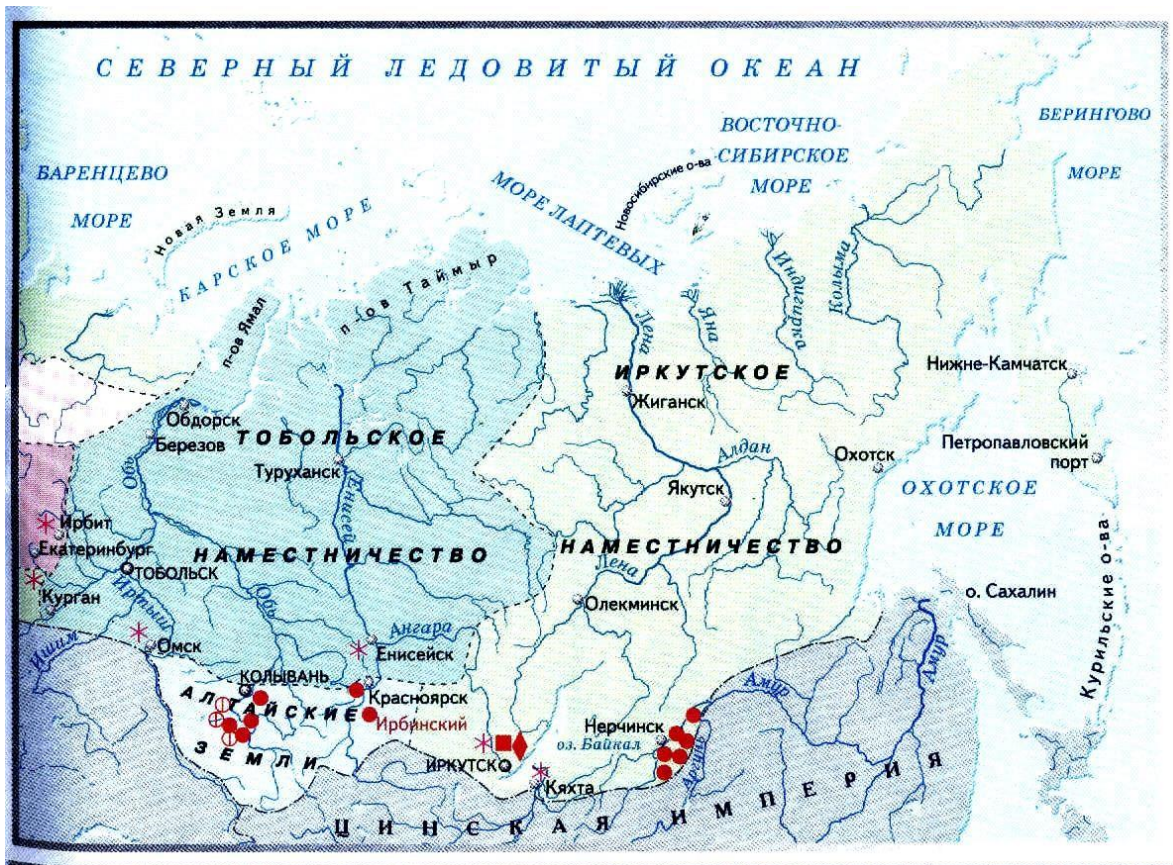 СЕВЕРНЫЙ ЛЕДОВИТЫЙ ОКЕАН
БАРЕНЦЕВО
МОРЕ
Новая Земля
КАРСКОЕ МОРЕ
п-ов Ямал
п-ов Таймыр
МОРЕ ЛАПТЕВЫХ
Новосибирские о-ва
ВОСТОЧНО-
СИБИРСКОЕ
МОРЕ
БЕРИНГОВО
МОРЕ
Лена
Яна
Индигирка
Колыма
ИРКУТСКОЕ
Жиганск
Нижне-Камчатск
Обдорск
Березов
ТОБОЛЬСКОЕ
Туруханск
Обь
Енисей
Алдан
Якутск
Охотск
Петропавловский
порт
ОХОТСКОЕ
МОРЕ
Ирбит
Екатеринбург
НАМЕСТНИЧЕСТВО
НАМЕСТНИЧЕСТВО
ТОБОЛЬСК
Курган
Иртыш
Обь
Лена
Олекминск
о. Сахалин
Курильские о-ва
Ишим
Омск
Ангара
Енисейск
КОЛЫВАНЬ
Красноярск
АЛТАЙСКИЕ
ЗЕМЛИ
Ирбинский
Нерчинск
оз. Байкал
Аргунь
Амур
Амур
ИРКУТСК
Кяхта
ЦИНСКАЯ ИМПЕРИЯ